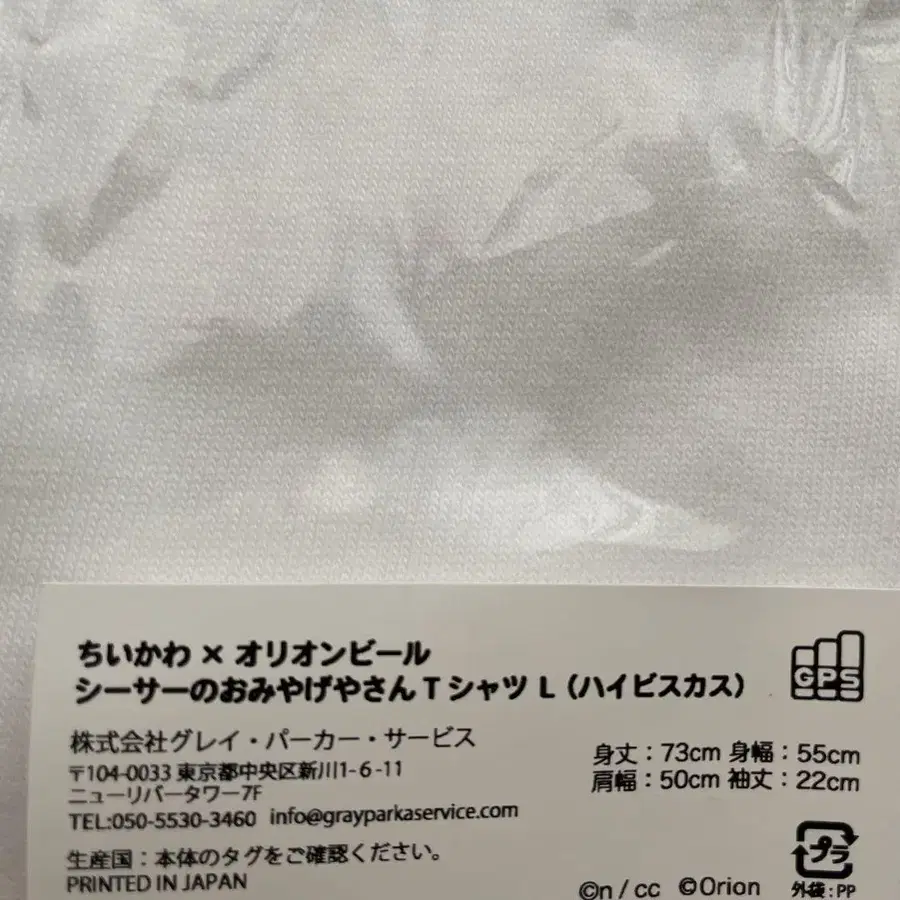 ちいかわ × オリオンビール
シーサーのおみやげやさんTシャツ L（ハイビスカス）
GPS
株式会社グレイ・パーカー・サービス
〒104-0033 東京都中央区新川1-6-11
ニューリバータワー7F
TEL:050-5530-3460 info@grayparkaservice.com
身丈：73cm 身幅：55cm
肩幅：50cm 袖丈：22cm
生産国：本体のタグをご確認ください。
PRINTED IN JAPAN
©n / cc ©Orion
プラ
外袋：PP